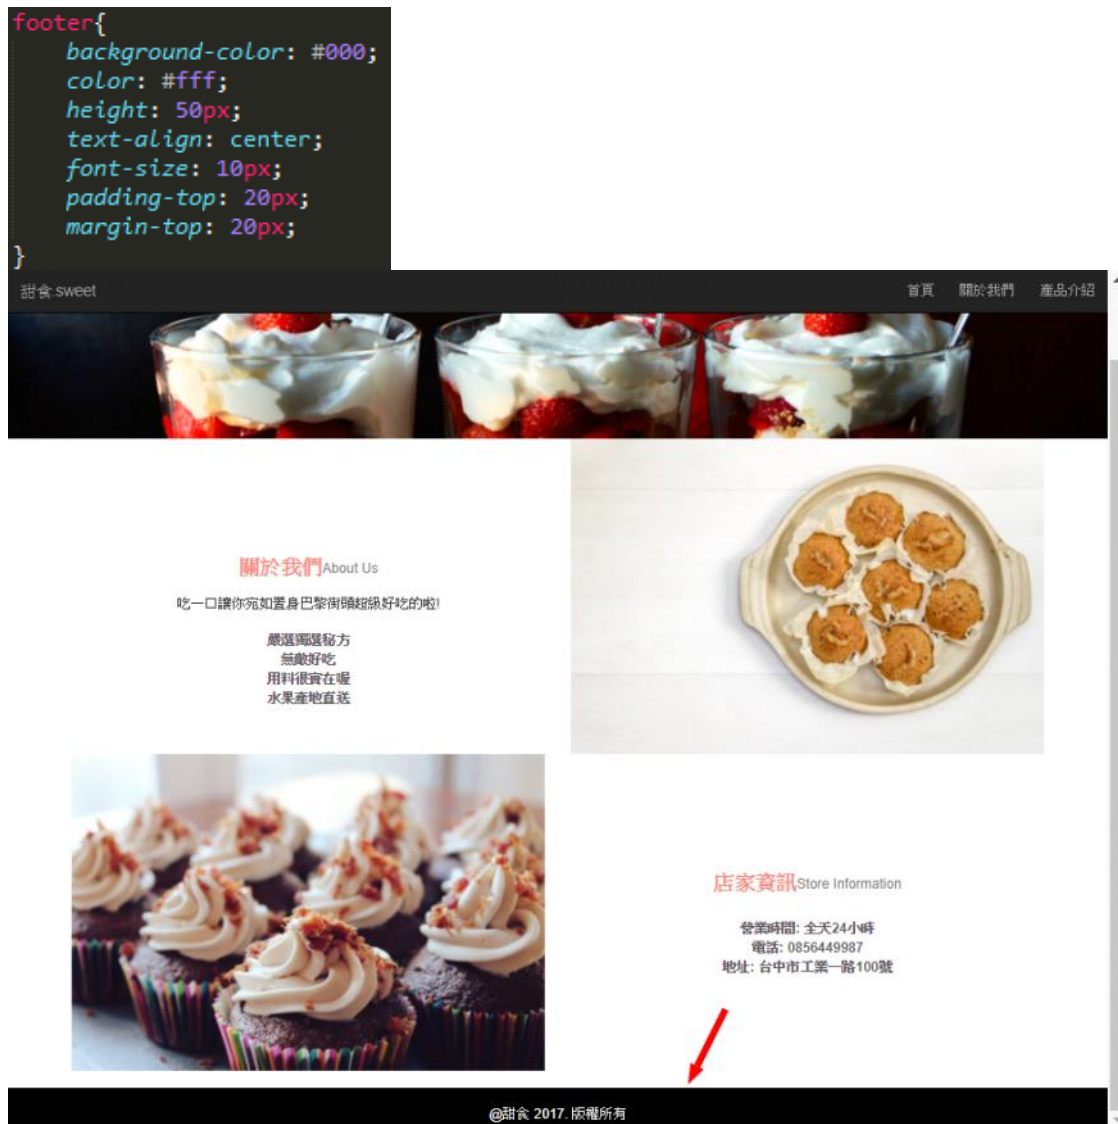 footer{
background-color: #000;
color: #fff;
height: 50px;
text-align: center;
font-size: 10px;
padding-top: 20px;
margin-top: 20px;
}
甜食.sweet 首頁 關於我們 產品介紹
關於我們About Us
吃一口讓你宛如置身巴黎街頭超級好吃的啦!
嚴選獨選秘方
無敵好吃
用料很實在喔
水果產地直送
店家資訊Store Information
營業時間: 全天24小時
電話: 0856449987
地址: 台中市工業一路100號
@甜食 2017. 版權所有